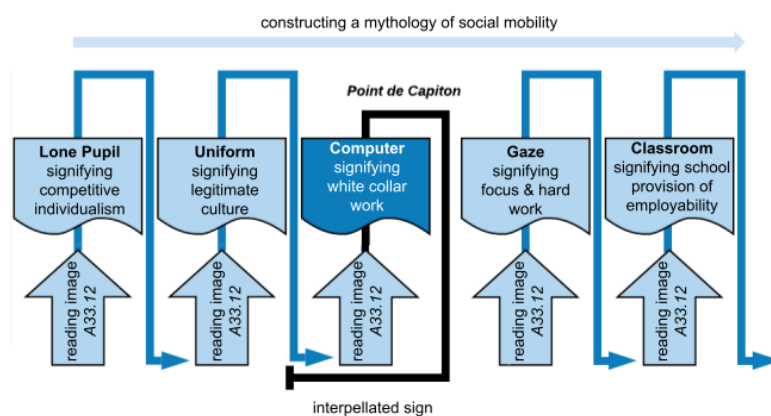 constructing a mythology of social mobility
Point de Capiton
Lone Pupil
signifying
competitive
individualism
Uniform
signifying
legitimate
culture
Computer
signifying
white collar
work
Gaze
signifying
focus & hard
work
Classroom
signifying school
provision of
employability
reading image
A33.12
reading image
A33.12
reading image
A33.12
reading image
A33.12
reading image
A33.12
interpellated sign